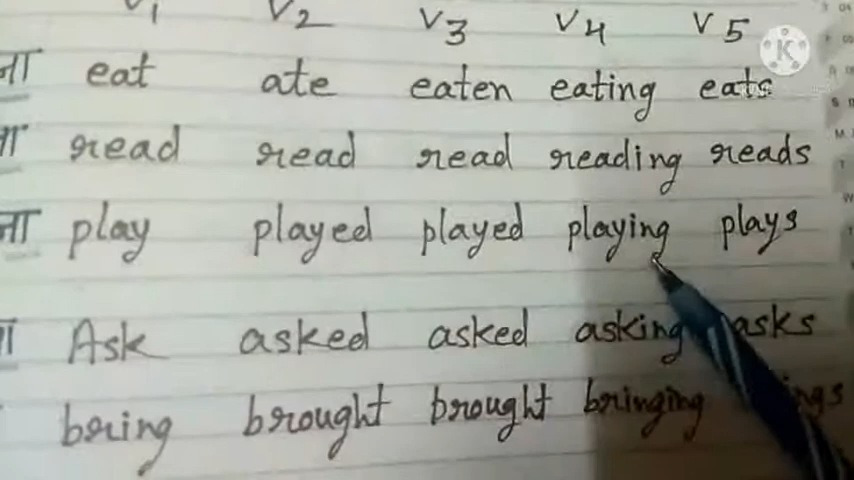 V1 V2 V3 V4 V5
ना eat ate eaten eating eats
ना read read read reading reads
ना play played played playing plays
Ask asked asked asking asks
bring brought brought bringing